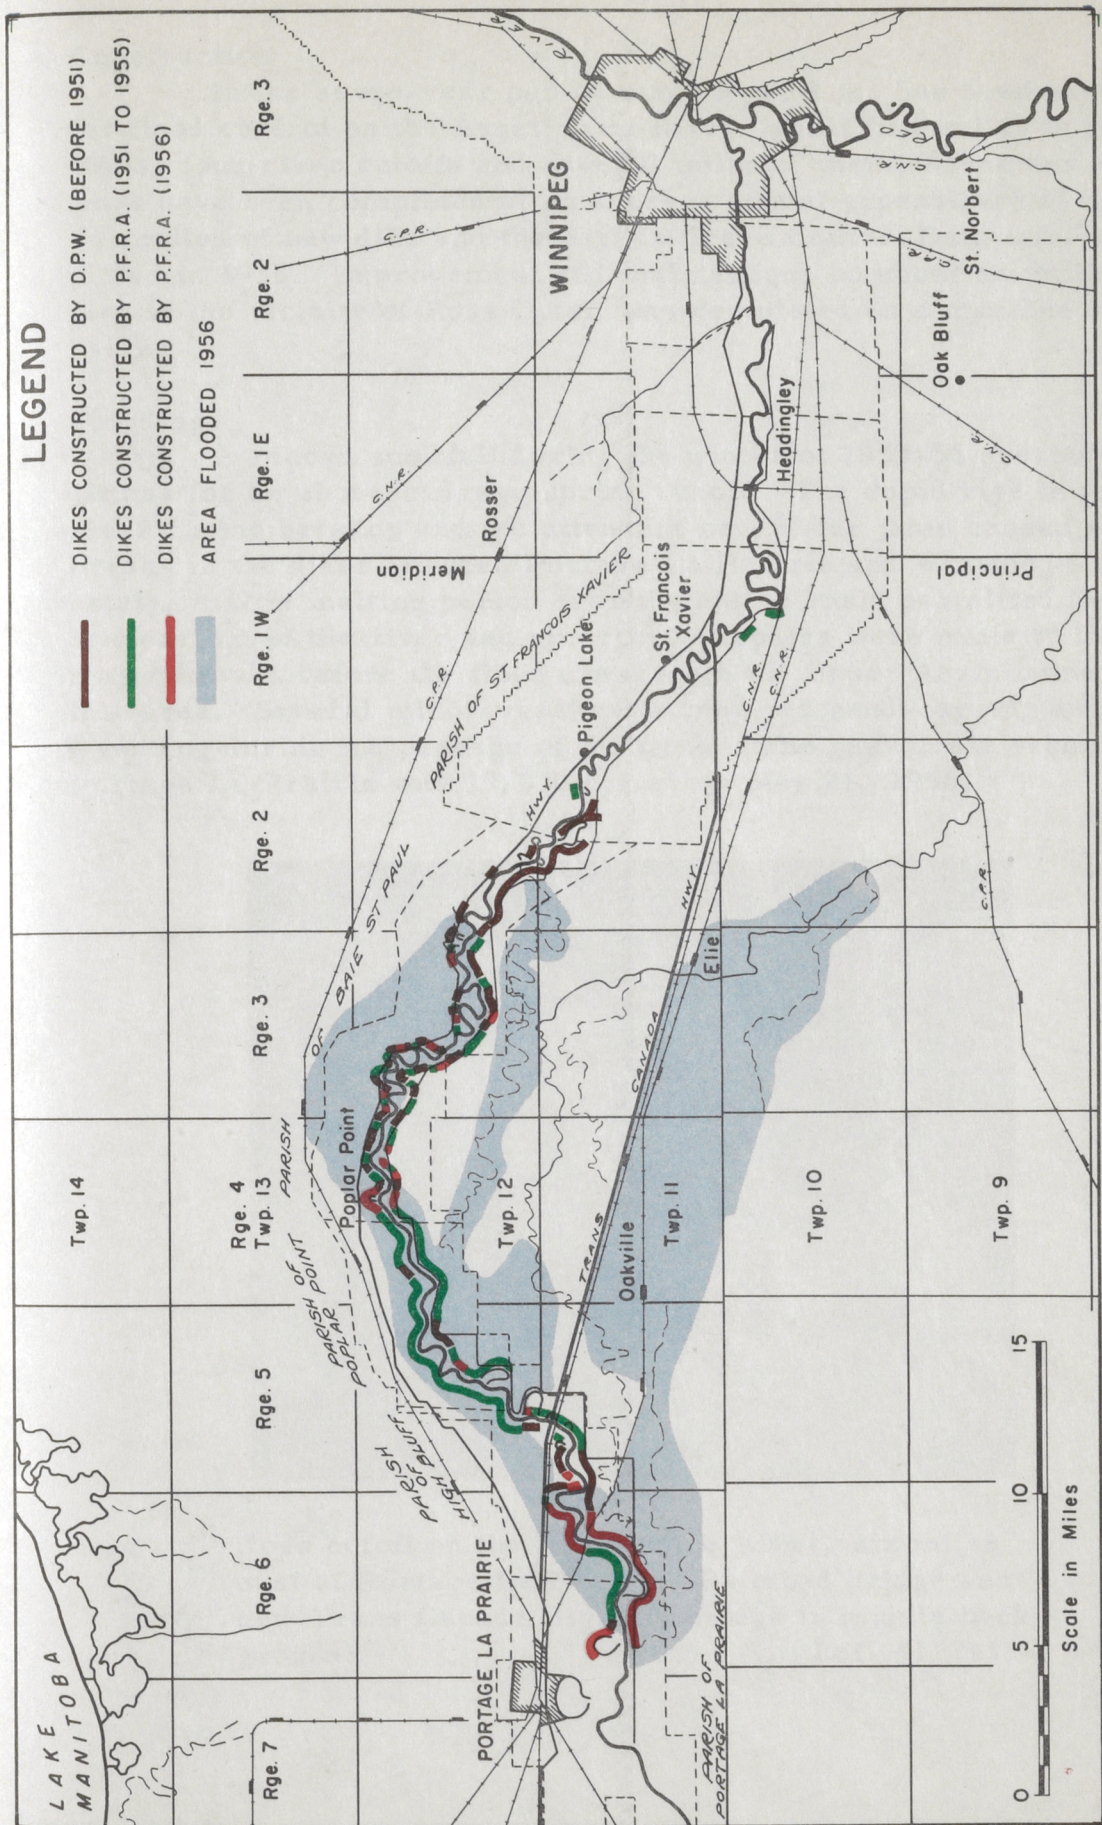 LEGEND
DIKES CONSTRUCTED BY D.P.W. (BEFORE 1951)
DIKES CONSTRUCTED BY P.F.R.A. (1951 TO 1955)
DIKES CONSTRUCTED BY P.F.R.A. (1956)
AREA FLOODED 1956
LAKE
MANITOBA
Twp. 14
Rge. 7
Rge. 6
Rge. 5
Rge. 4
Twp. 13
Rge. 3
Rge. 2
Rge. 1W
Rge. 1E
Rge. 2
Rge. 3
Meridian
Principal
C.P.R.
C.N.R.
C.P.R.
RIVER
RED
WINNIPEG
Rosser
PARISH OF ST FRANCOIS XAVIER
PARISH
OF
BAIE ST PAUL
PARISH OF
POPLAR POINT
PARISH
OF
HIGH BLUFF
Poplar Point
HWY.
Pigeon Lake
St. Francois
Xavier
Headingley
C.N.R.
C.N.R.
C.N.R.
C.P.R.
St. Norbert
Oak Bluff
C.N.R.
PORTAGE LA PRAIRIE
Twp. 12
TRANS
CANADA
HWY.
Elie
Oakville
Twp. 11
Twp. 10
Twp. 9
C.P.R.
PARISH OF
PORTAGE LA PRAIRIE
0
5
10
15
Scale in Miles